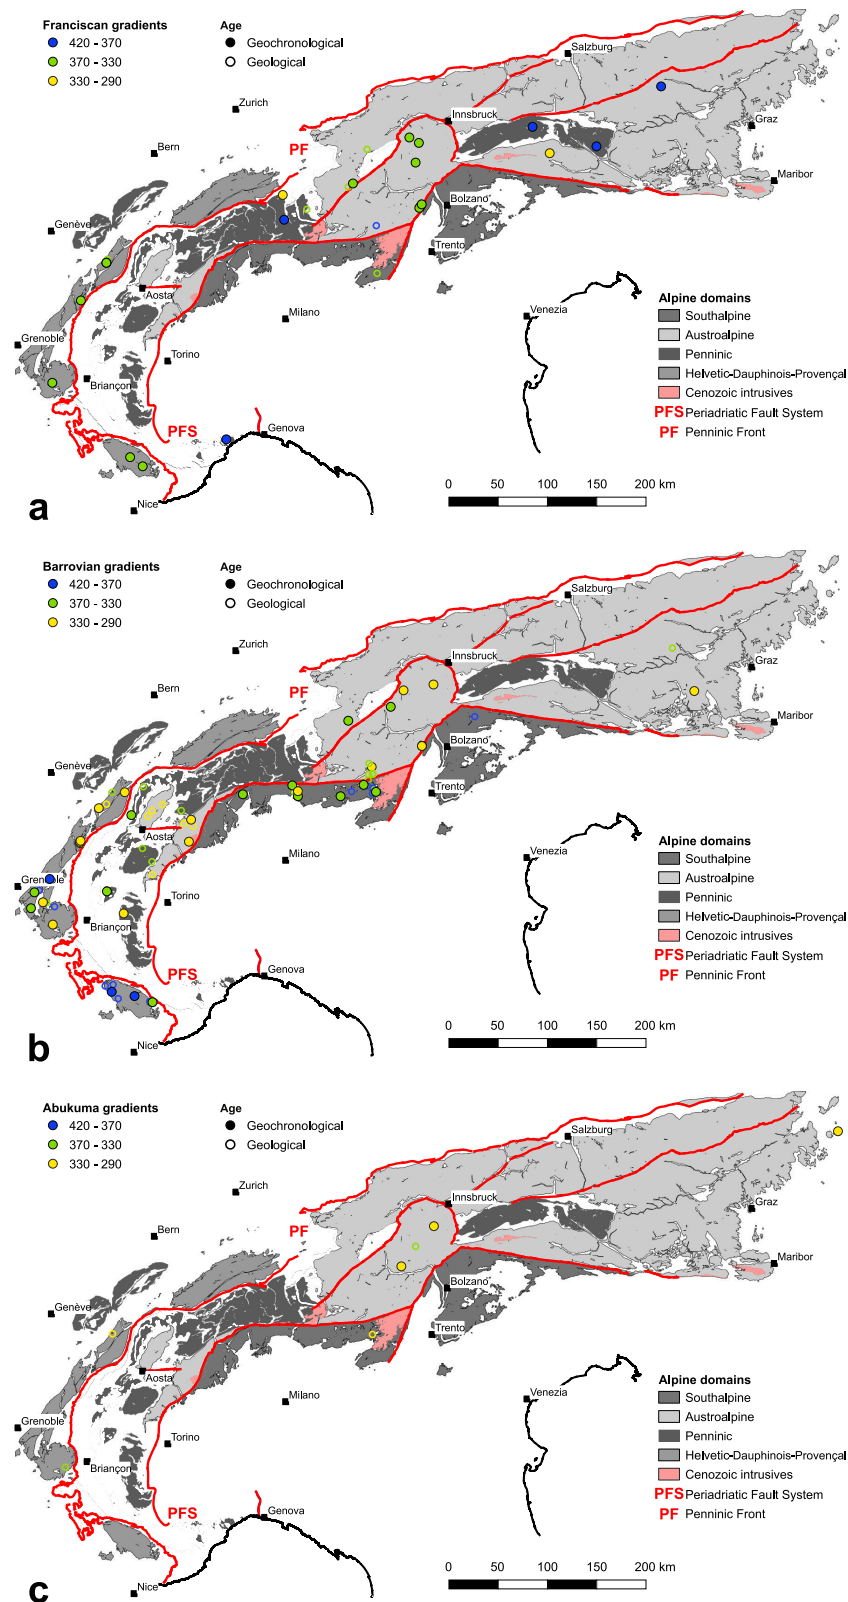 Franciscan gradients
420 - 370
370 - 330
330 - 290
Age
Geochronological
Geological
Salzburg
Zurich
Innsbruck
Graz
Bern
PF
Maribor
Bolzano
Genève
Trento
Aosta
Milano
Venezia
Grenoble
Torino
Briançon
PFS
Genova
Nice
Alpine domains
Southalpine
Austroalpine
Penninic
Helvetic-Dauphinois-Provençal
Cenozoic intrusives
PFS Periadriatic Fault System
PF Penninic Front
0 50 100 150 200 km
a
Barrovian gradients
420 - 370
370 - 330
330 - 290
Age
Geochronological
Geological
Salzburg
Zurich
Innsbruck
Graz
Bern
PF
Maribor
Bolzano
Genève
Trento
Aosta
Milano
Venezia
Grenoble
Torino
Briançon
PFS
Genova
Nice
Alpine domains
Southalpine
Austroalpine
Penninic
Helvetic-Dauphinois-Provençal
Cenozoic intrusives
PFS Periadriatic Fault System
PF Penninic Front
0 50 100 150 200 km
b
Abukuma gradients
420 - 370
370 - 330
330 - 290
Age
Geochronological
Geological
Salzburg
Zurich
Innsbruck
Graz
Bern
PF
Maribor
Bolzano
Genève
Trento
Aosta
Milano
Venezia
Grenoble
Torino
Briançon
PFS
Genova
Nice
Alpine domains
Southalpine
Austroalpine
Penninic
Helvetic-Dauphinois-Provençal
Cenozoic intrusives
PFS Periadriatic Fault System
PF Penninic Front
0 50 100 150 200 km
c